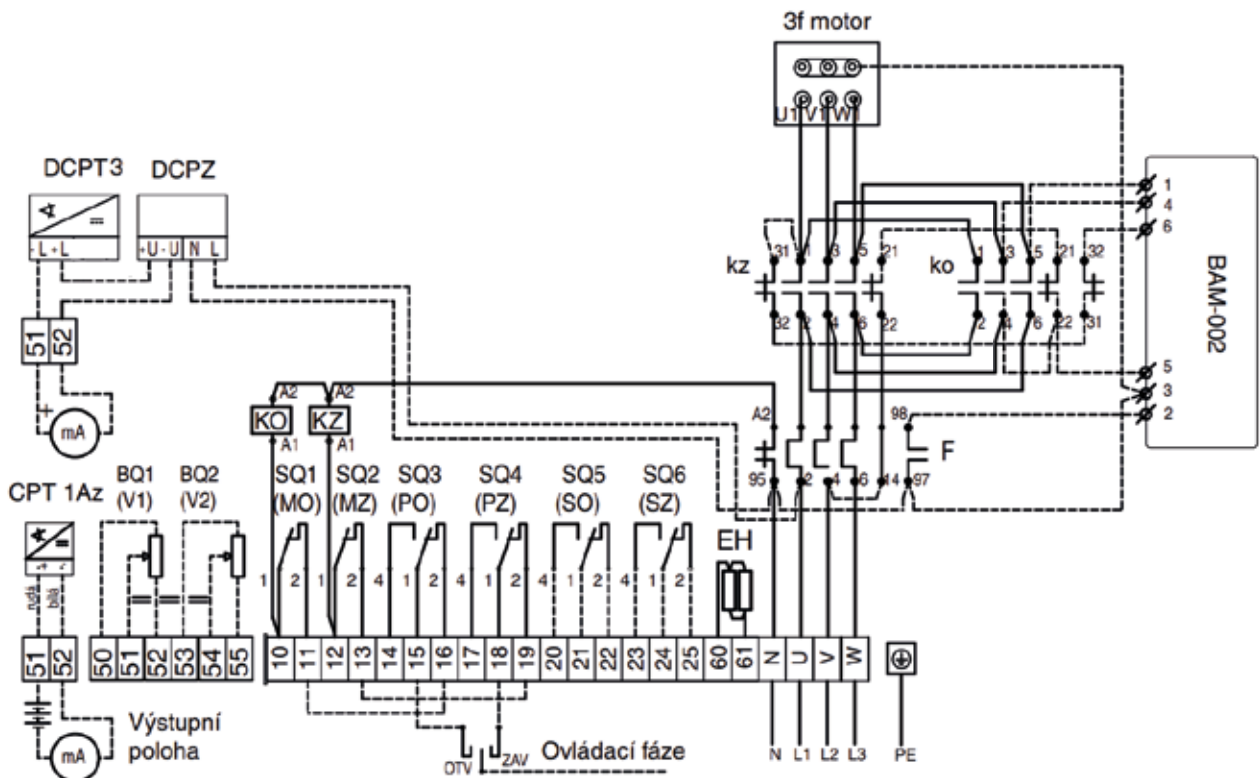 3f motor
U1 V1 W1
DCPT3 DCPZ
- L + L +U - U N L
51 52
+ mA
BAM-002
1
4
6
5
3
2
kz 31 1 3 5 21
32 2 4 6 22
ko 1 3 5 21 32
2 4 6 22 31
A2 98
F
95 2 4 6 14 97
A2 A2
KO KZ
A1 A1
CPT 1Az
BQ1 (V1)
BQ2 (V2)
SQ1 (MO)
SQ2 (MZ)
SQ3 (PO)
SQ4 (PZ)
SQ5 (SO)
SQ6 (SZ)
EH
- + -
rudá bílá
1 2 1 2 4 1 2 4 1 2 4 1 2 4 1 2
51 52
50 51 52 53 54 55
10 11 12 13 14 15 16 17 18 19 20 21 22 23 24 25 60 61 N U V W
mA
Výstupní
poloha
OTV ZAV
Ovládací fáze
N L1 L2 L3 PE